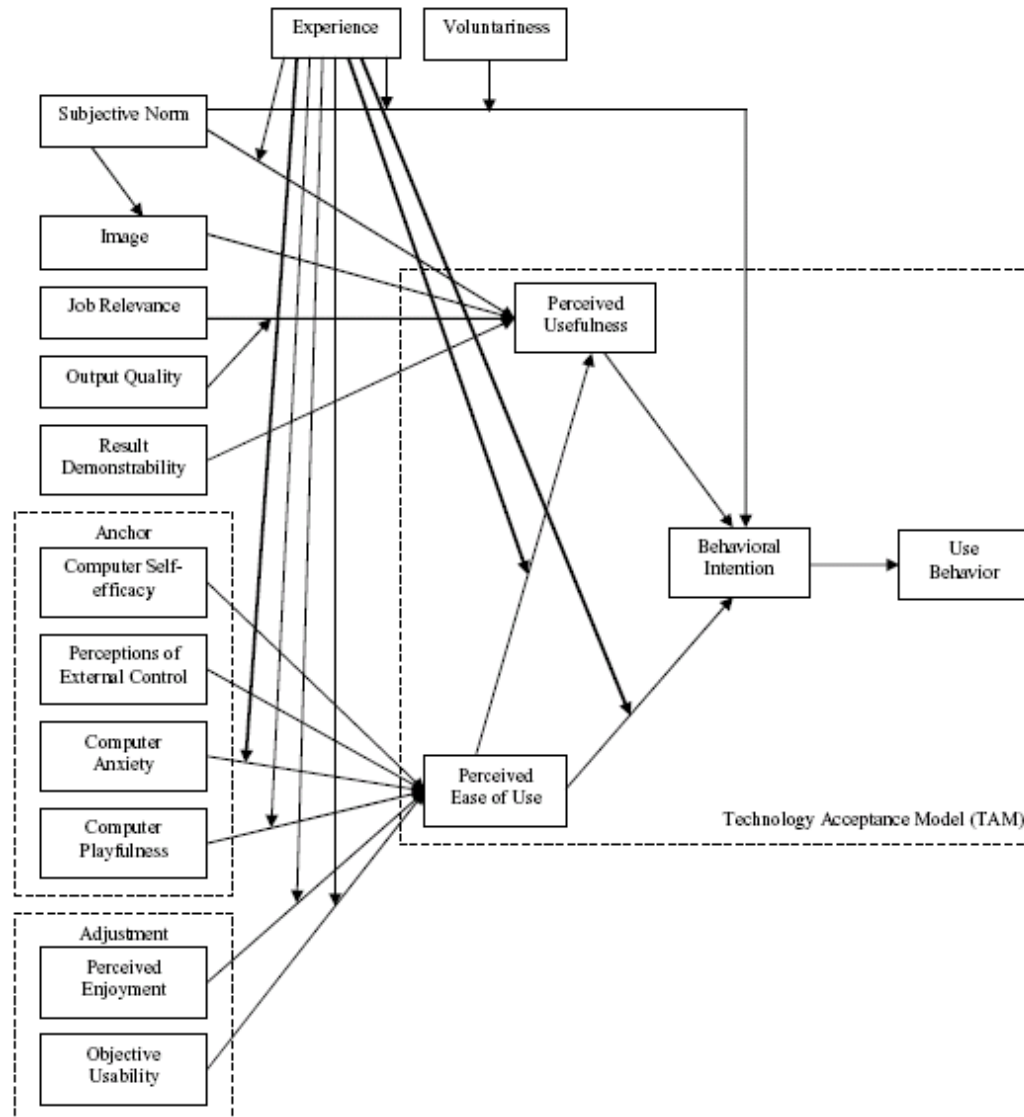 Experience
Voluntariness
Subjective Norm
Image
Job Relevance
Output Quality
Result
Demonstrability
Perceived
Usefulness
Anchor
Computer Self-
efficacy
Perceptions of
External Control
Computer
Anxiety
Computer
Playfulness
Behavioral
Intention
Use
Behavior
Perceived
Ease of Use
Technology Acceptance Model (TAM)
Adjustment
Perceived
Enjoyment
Objective
Usability